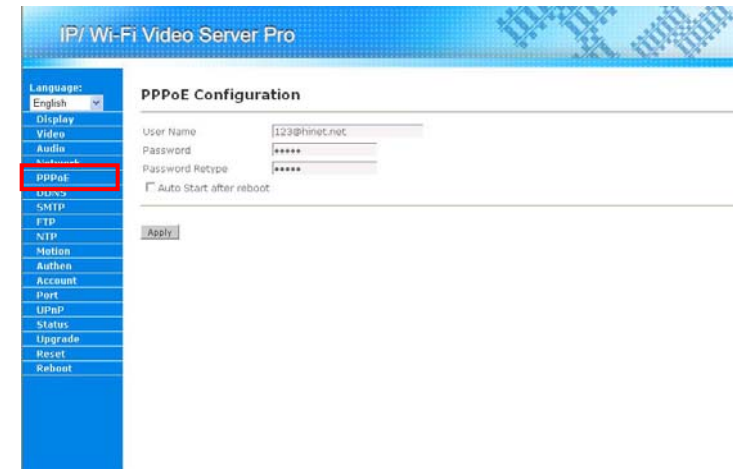 IP/ Wi-Fi Video Server Pro
Language:
English
Display
Video
Audio
Network
PPPoE
DDNS
SMTP
FTP
NTP
Motion
Authen
Account
Port
UPnP
Status
Upgrade
Reset
Reboot
PPPoE Configuration
User Name 123@hinet.net
Password •••••
Password Retype •••••
Auto Start after reboot
Apply